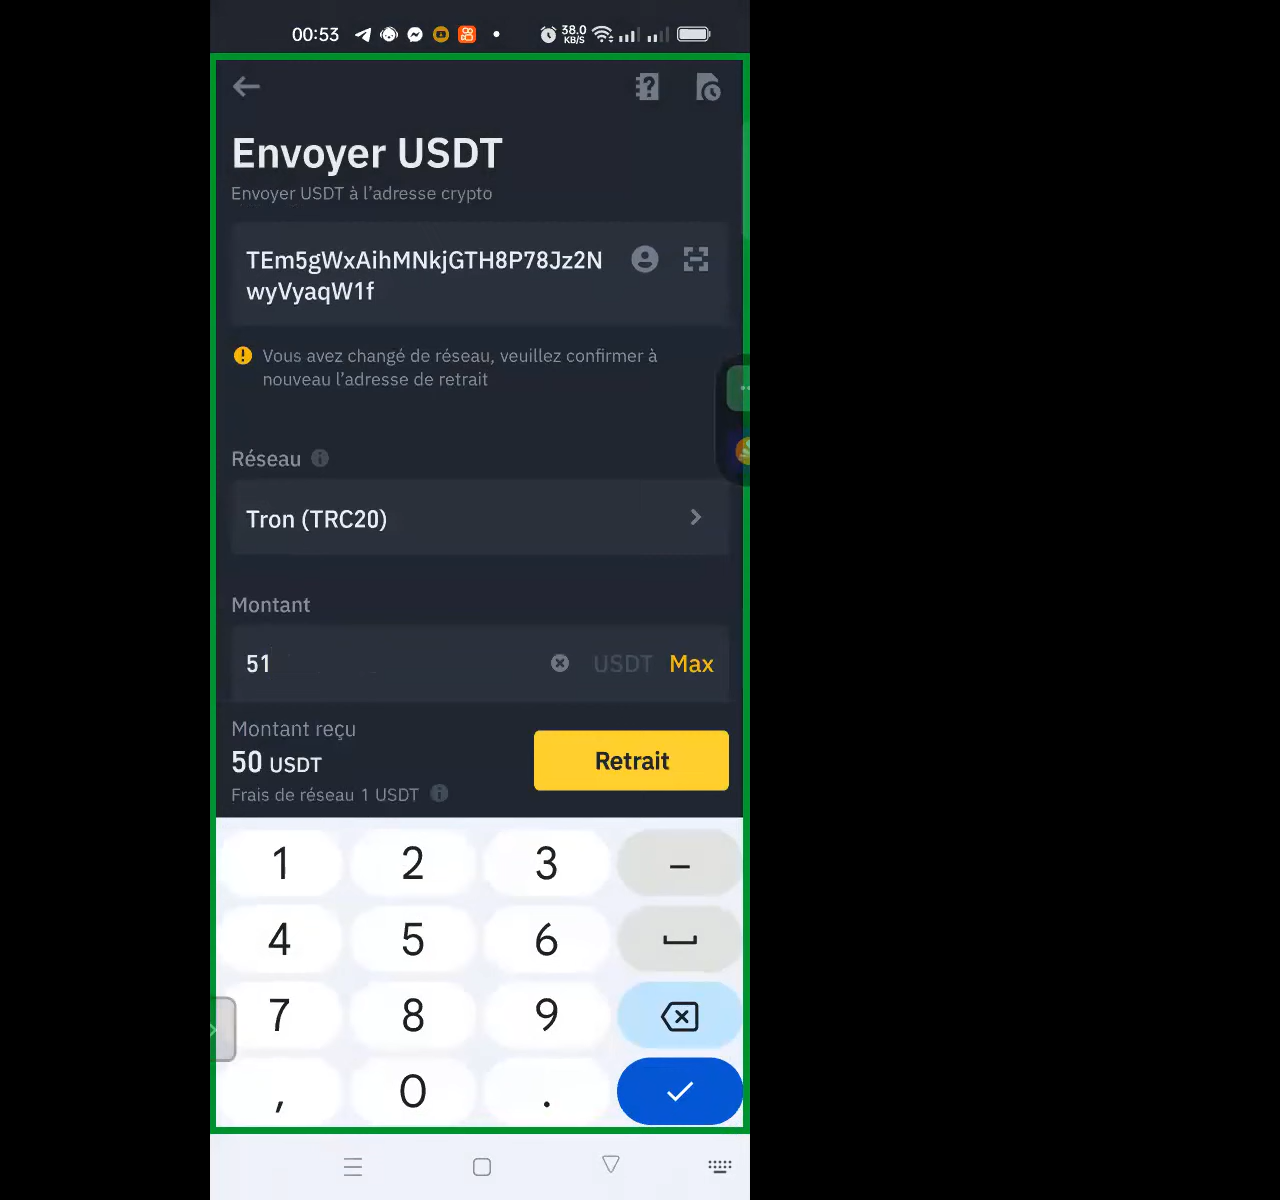 00:53 38.0
KB/S
Envoyer USDT
Envoyer USDT à l’adresse crypto
TEm5gWxAihMNkjGTH8P78Jz2N
wyVyaqW1f
Vous avez changé de réseau, veuillez confirmer à
nouveau l’adresse de retrait
Réseau
Tron (TRC20)
Montant
51 USDT Max
Montant reçu
50 USDT
Retrait
Frais de réseau 1 USDT
1 2 3 –
4 5 6
7 8 9
, 0 .